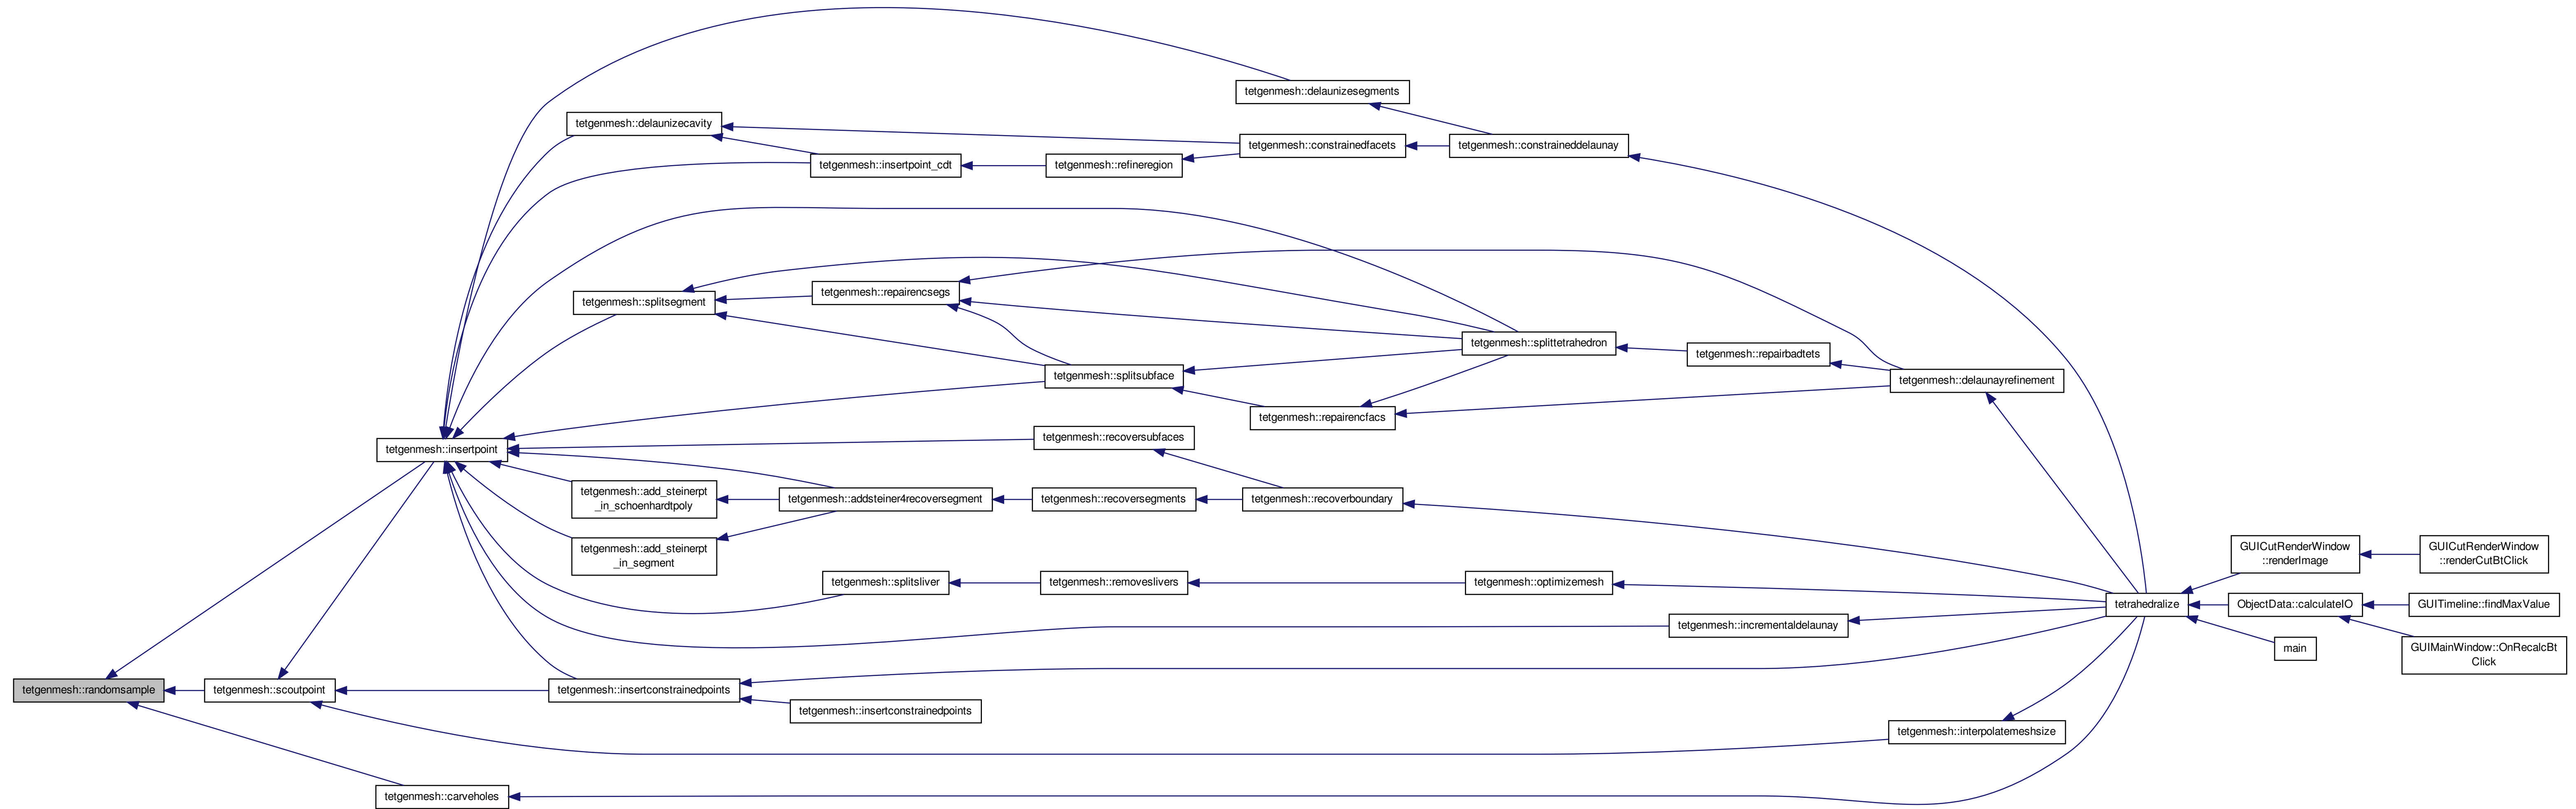 tetgenmesh::delaunizesegments
tetgenmesh::delaunizecavity
tetgenmesh::constrainedfacets
tetgenmesh::constraineddelaunay
tetgenmesh::insertpoint_cdt
tetgenmesh::refineregion
tetgenmesh::splitsegment
tetgenmesh::repairencsegs
tetgenmesh::splittetrahedron
tetgenmesh::repairbadtets
tetgenmesh::splitsubface
tetgenmesh::delaunayrefinement
tetgenmesh::repairencfacs
tetgenmesh::insertpoint
tetgenmesh::recoversubfaces
tetgenmesh::add_steinerpt
_in_schoenhardtpoly
tetgenmesh::addsteiner4recoversegment
tetgenmesh::recoversegments
tetgenmesh::recoverboundary
tetgenmesh::add_steinerpt
_in_segment
GUICutRenderWindow
::renderImage
GUICutRenderWindow
::renderCutBtClick
tetgenmesh::splitsliver
tetgenmesh::removeslivers
tetgenmesh::optimizemesh
tetrahedralize
ObjectData::calculateIO
GUITimeline::findMaxValue
tetgenmesh::incrementaldelaunay
main
GUIMainWindow::OnRecalcBt
Click
tetgenmesh::randomsample
tetgenmesh::scoutpoint
tetgenmesh::insertconstrainedpoints
tetgenmesh::insertconstrainedpoints
tetgenmesh::interpolatemeshsize
tetgenmesh::carveholes